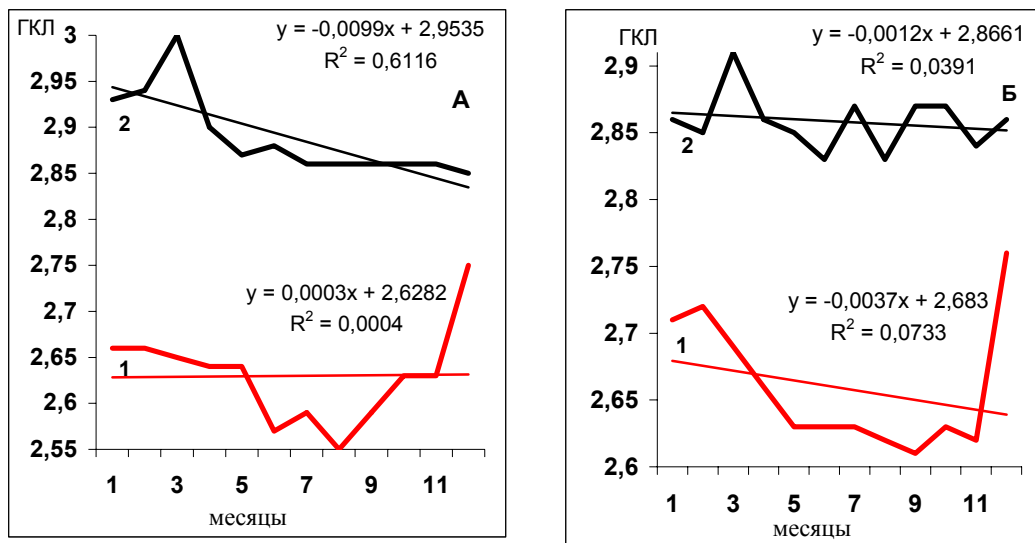 ГКЛ
3
2,95
2,9
2,85
2,8
2,75
2,7
2,65
2,6
2,55
y = -0,0099x + 2,9535
R² = 0,6116
А
2
y = 0,0003x + 2,6282
R² = 0,0004
1
1 3 5 7 9 11
месяцы
ГКЛ
2,9
2,85
2,8
2,75
2,7
2,65
2,6
y = -0,0012x + 2,8661
R² = 0,0391
Б
2
y = -0,0037x + 2,683
R² = 0,0733
1
1 3 5 7 9 11
месяцы